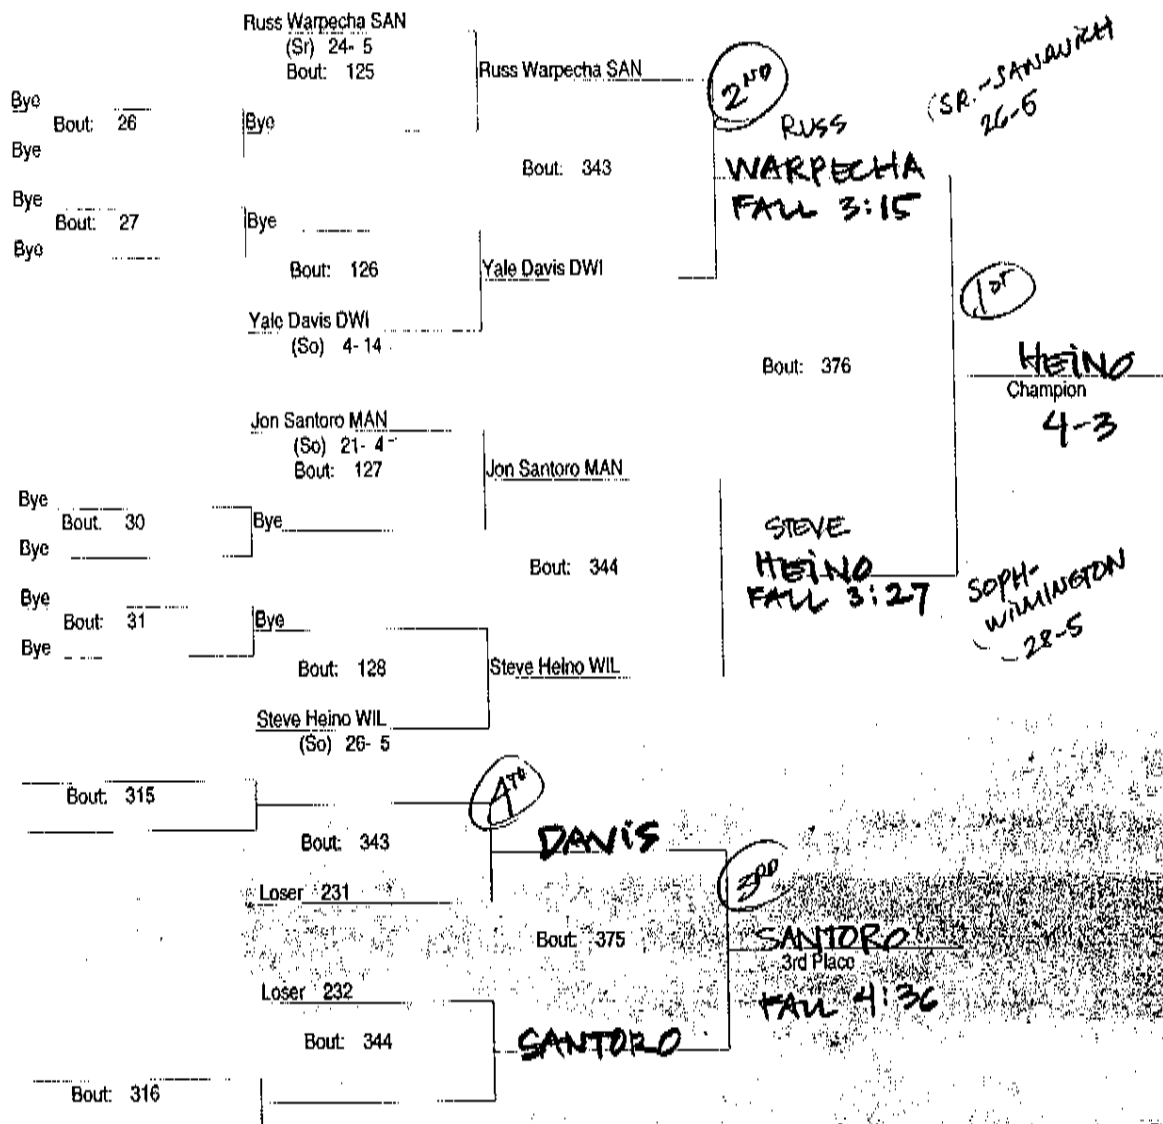 Russ Warpecha SAN
(Sr) 24- 5
Bout: 125
Russ Warpecha SAN
2ND
(SR.-SANDWICH
26-6
Bye
Bout: 26
Bye
Bye
RUSS
WARPECHA
FALL 3:15
Bout: 343
Bye
Bout: 27
Bye
Bye
Bout: 126
Yale Davis DWI
Yale Davis DWI
(So) 4-14
1ST
Bout: 376
HEINO
Champion
4-3
Jon Santoro MAN
(So) 21- 4
Bout: 127
Jon Santoro MAN
Bye
Bout: 30
Bye
Bye
STEVE
HEINO
FALL 3:27
Bout: 344
SOPH-
WILMINGTON
28-5
Bye
Bout: 31
Bye
Bye
Bout: 128
Steve Heino WIL
Steve Heino WIL
(So) 26- 5
Bout: 315
4TH
Bout: 343
DAVIS
Loser 231
3RD
Bout: 375
SANTORO
3rd Place
FALL 4:36
Loser 232
Bout: 344
SANTORO
Bout: 316